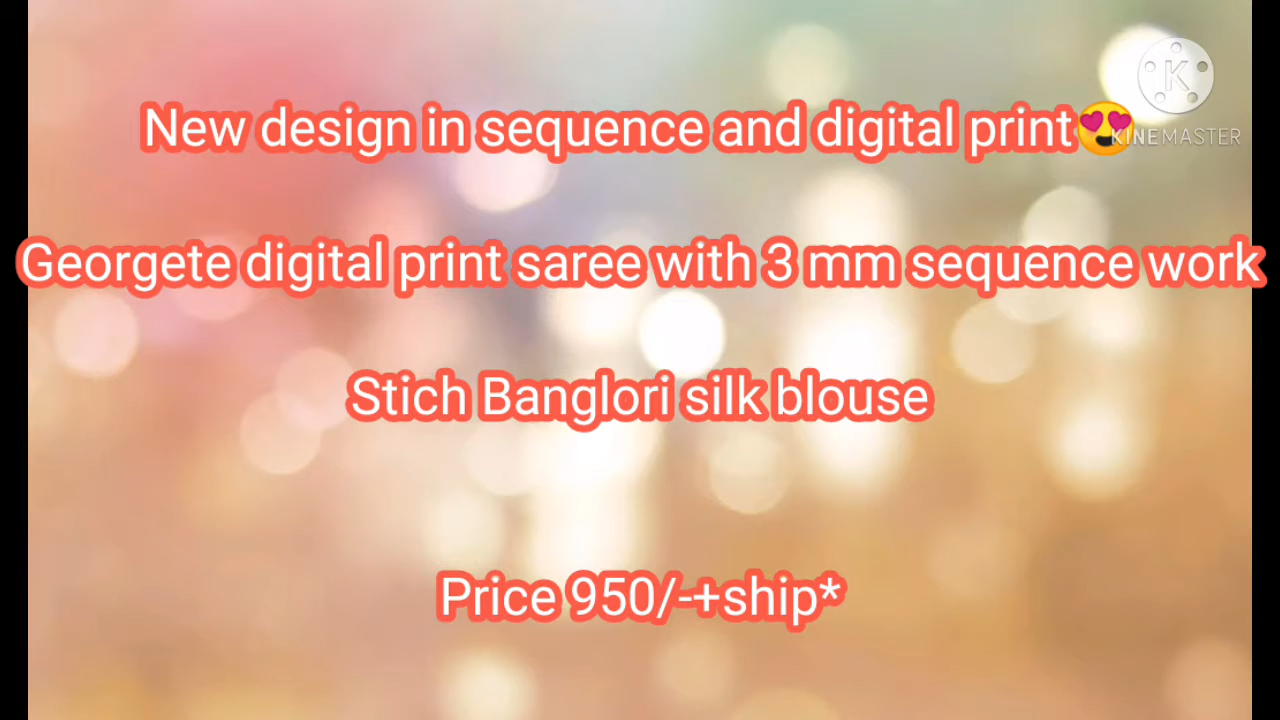 New design in sequence and digital print😍
KINEMASTER
Georgete digital print saree with 3 mm sequence work
Stich Banglori silk blouse
Price 950/-+ship*